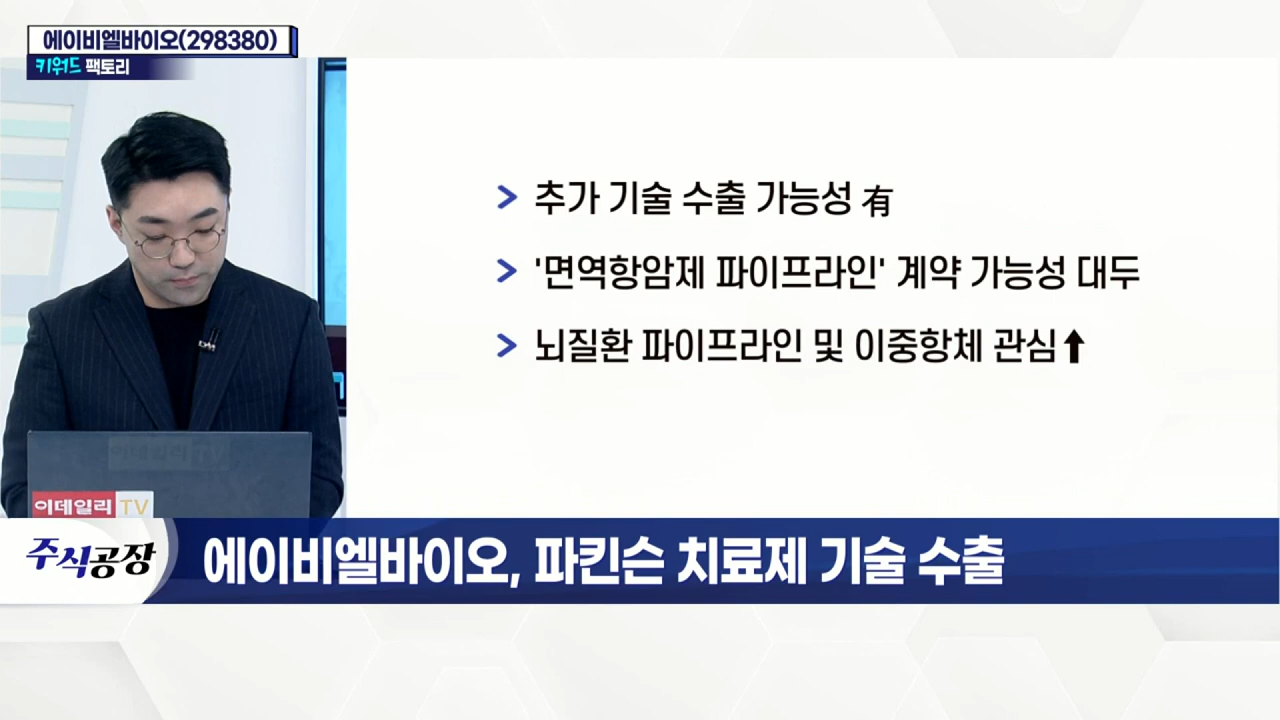 에이비엘바이오(298380)
키워드 팩토리
> 추가 기술 수출 가능성 有
> '면역항암제 파이프라인' 계약 가능성 대두
> 뇌질환 파이프라인 및 이중항체 관심⬆
이데일리 TV
주식공장
에이비엘바이오, 파킨슨 치료제 기술 수출